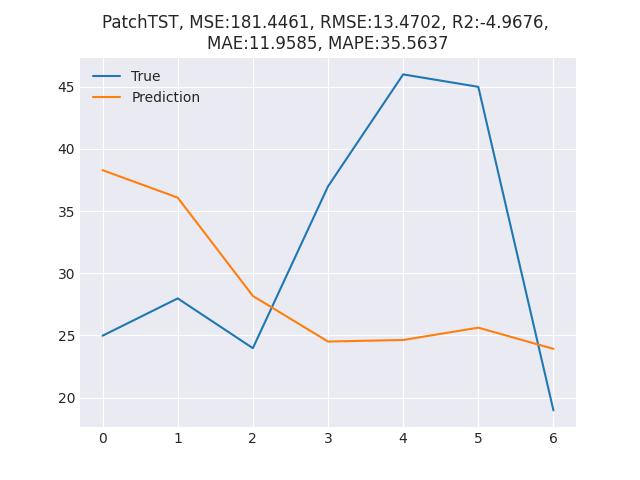 PatchTST, MSE:181.4461, RMSE:13.4702, R2:-4.9676,
MAE:11.9585, MAPE:35.5637
True
Prediction
45
40
35
30
25
20
0 1 2 3 4 5 6